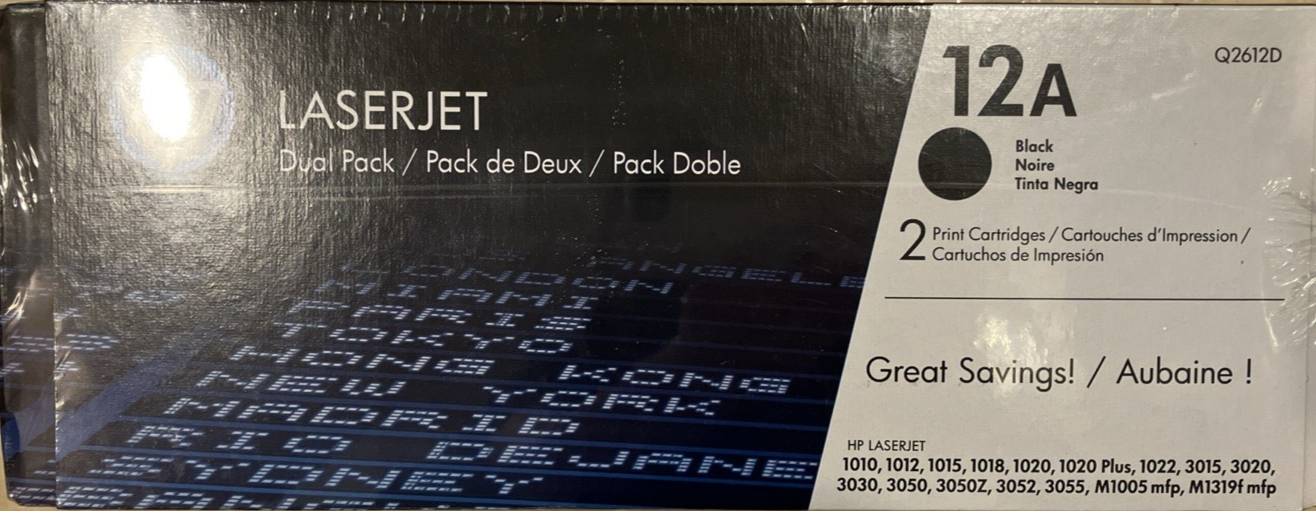 LASERJET
Dual Pack / Pack de Deux / Pack Doble
12A
Q2612D
Black
Noire
Tinta Negra
2 Print Cartridges / Cartouches d'Impression /
Cartuchos de Impresión
Great Savings! / Aubaine !
HP LASERJET
1010, 1012, 1015, 1018, 1020, 1020 Plus, 1022, 3015, 3020,
3030, 3050, 3050Z, 3052, 3055, M1005 mfp, M1319f mfp
LONDON
MIAMI
PARIS
TOKYO
HONG KONG
NEW YORK
MADRID
RIO DEJANE
SYDNEY